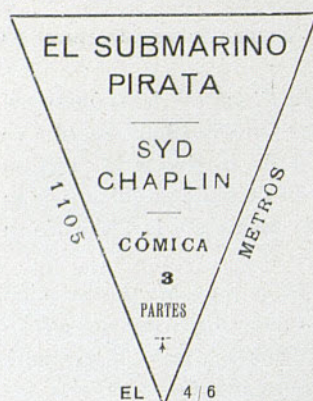 EL SUBMARINO
PIRATA
SYD
CHAPLIN
1105
METROS
CÓMICA
3
PARTES
EL 4/6